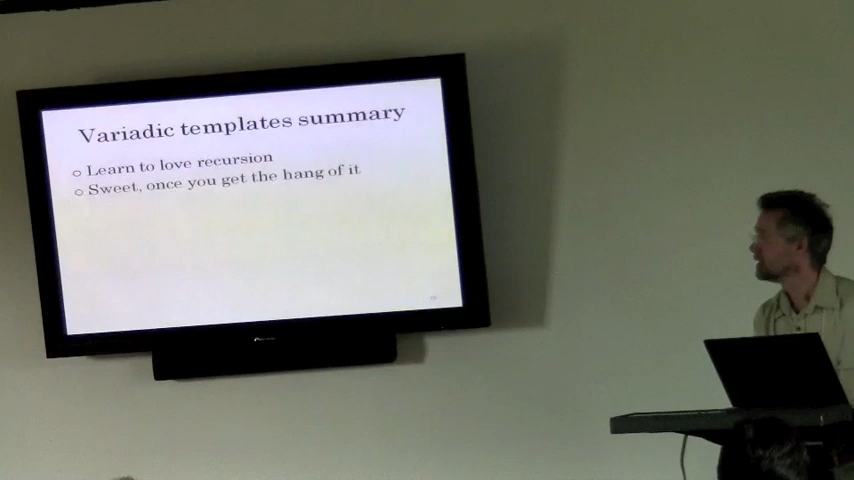 Variadic templates summary
Learn to love recursion
Sweet, once you get the hang of it